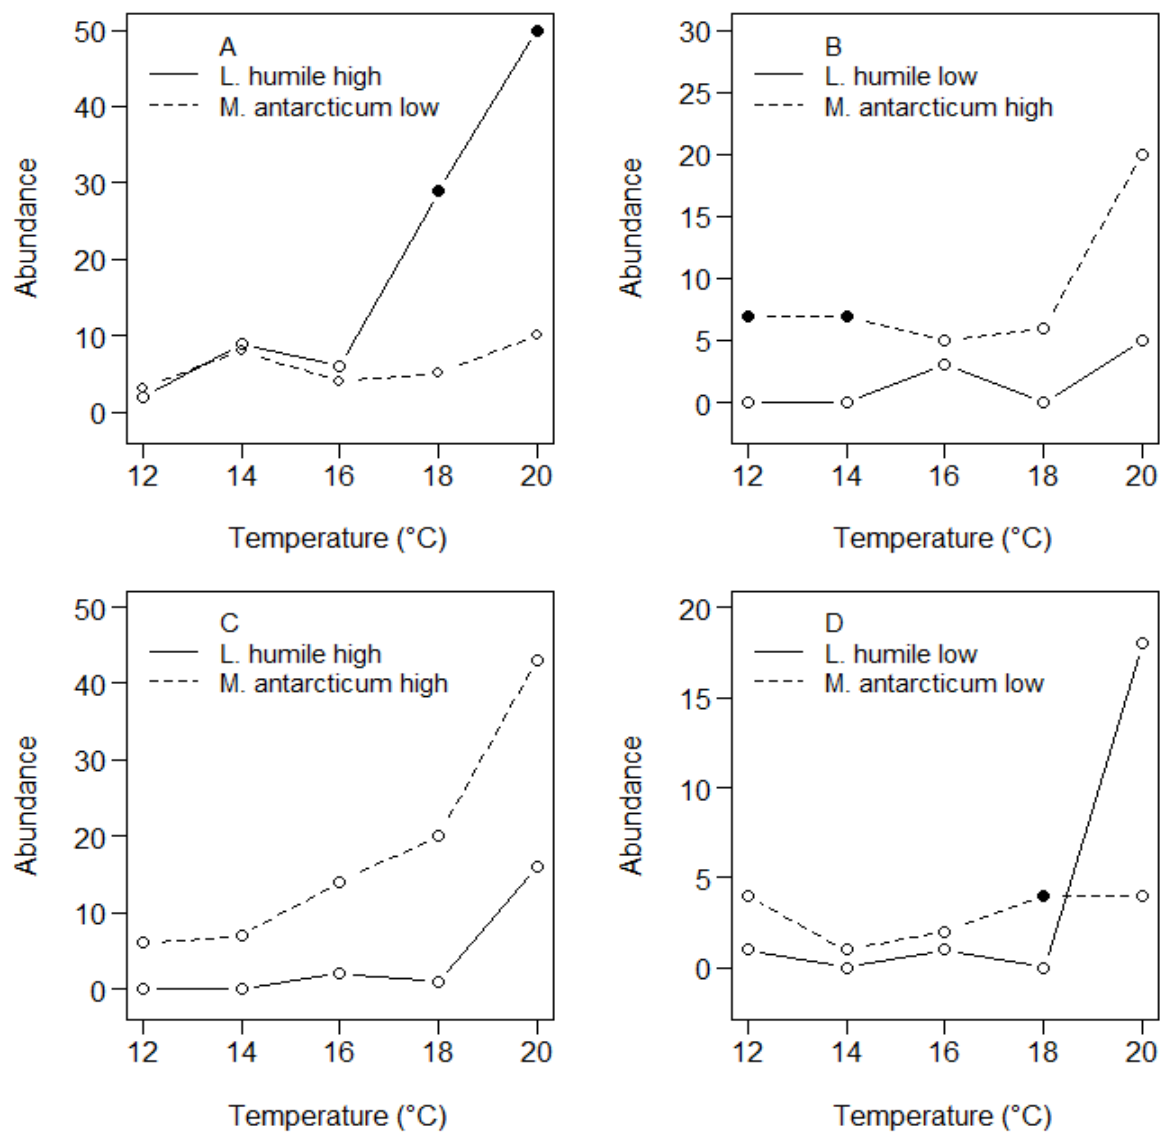 A
L. humile high
M. antarcticum low
50
40
30
20
10
0
Abundance
12 14 16 18 20
Temperature (°C)
B
L. humile low
M. antarcticum high
30
25
20
15
10
5
0
Abundance
12 14 16 18 20
Temperature (°C)
C
L. humile high
M. antarcticum high
50
40
30
20
10
0
Abundance
12 14 16 18 20
Temperature (°C)
D
L. humile low
M. antarcticum low
20
15
10
5
0
Abundance
12 14 16 18 20
Temperature (°C)